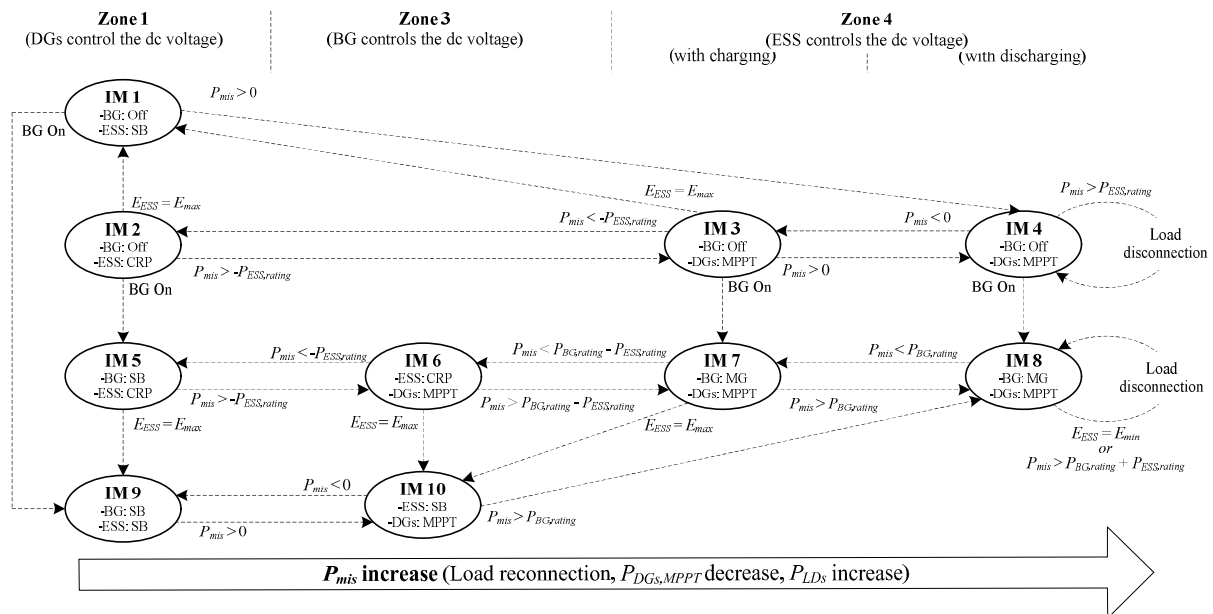 Zone 1
(DGs control the dc voltage)
Zone 3
(BG controls the dc voltage)
Zone 4
(ESS controls the dc voltage)
(with charging)
(with discharging)
IM 1
-BG: Off
-ESS: SB
P_mis > 0
BG On
E_ESS = E_max
IM 2
-BG: Off
-ESS: CRP
P_mis < -P_ESS,rating
P_mis > -P_ESS,rating
E_ESS = E_max
IM 3
-BG: Off
-DGs: MPPT
P_mis < 0
P_mis > 0
IM 4
-BG: Off
-DGs: MPPT
P_mis > P_ESS,rating
Load
disconnection
BG On
BG On
BG On
IM 5
-BG: SB
-ESS: CRP
P_mis < -P_ESS,rating
P_mis > -P_ESS,rating
IM 6
-ESS: CRP
-DGs: MPPT
P_mis < P_BG,rating - P_ESS,rating
P_mis > P_BG,rating - P_ESS,rating
IM 7
-BG: MG
-DGs: MPPT
P_mis < P_BG,rating
P_mis > P_BG,rating
IM 8
-BG: MG
-DGs: MPPT
Load
disconnection
E_ESS = E_max
E_ESS = E_max
E_ESS = E_max
E_ESS = E_min
or
P_mis > P_BG,rating + P_ESS,rating
IM 9
-BG: SB
-ESS: SB
P_mis < 0
P_mis > 0
IM 10
-ESS: SB
-DGs: MPPT
P_mis > P_BG,rating
P_mis increase (Load reconnection, P_DGs,MPPT decrease, P_LDs increase)